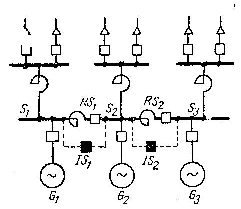 RS₁ RS₂
S₁ S₂ S₃
IS₁ IS₂
G₁ G₂ G₃